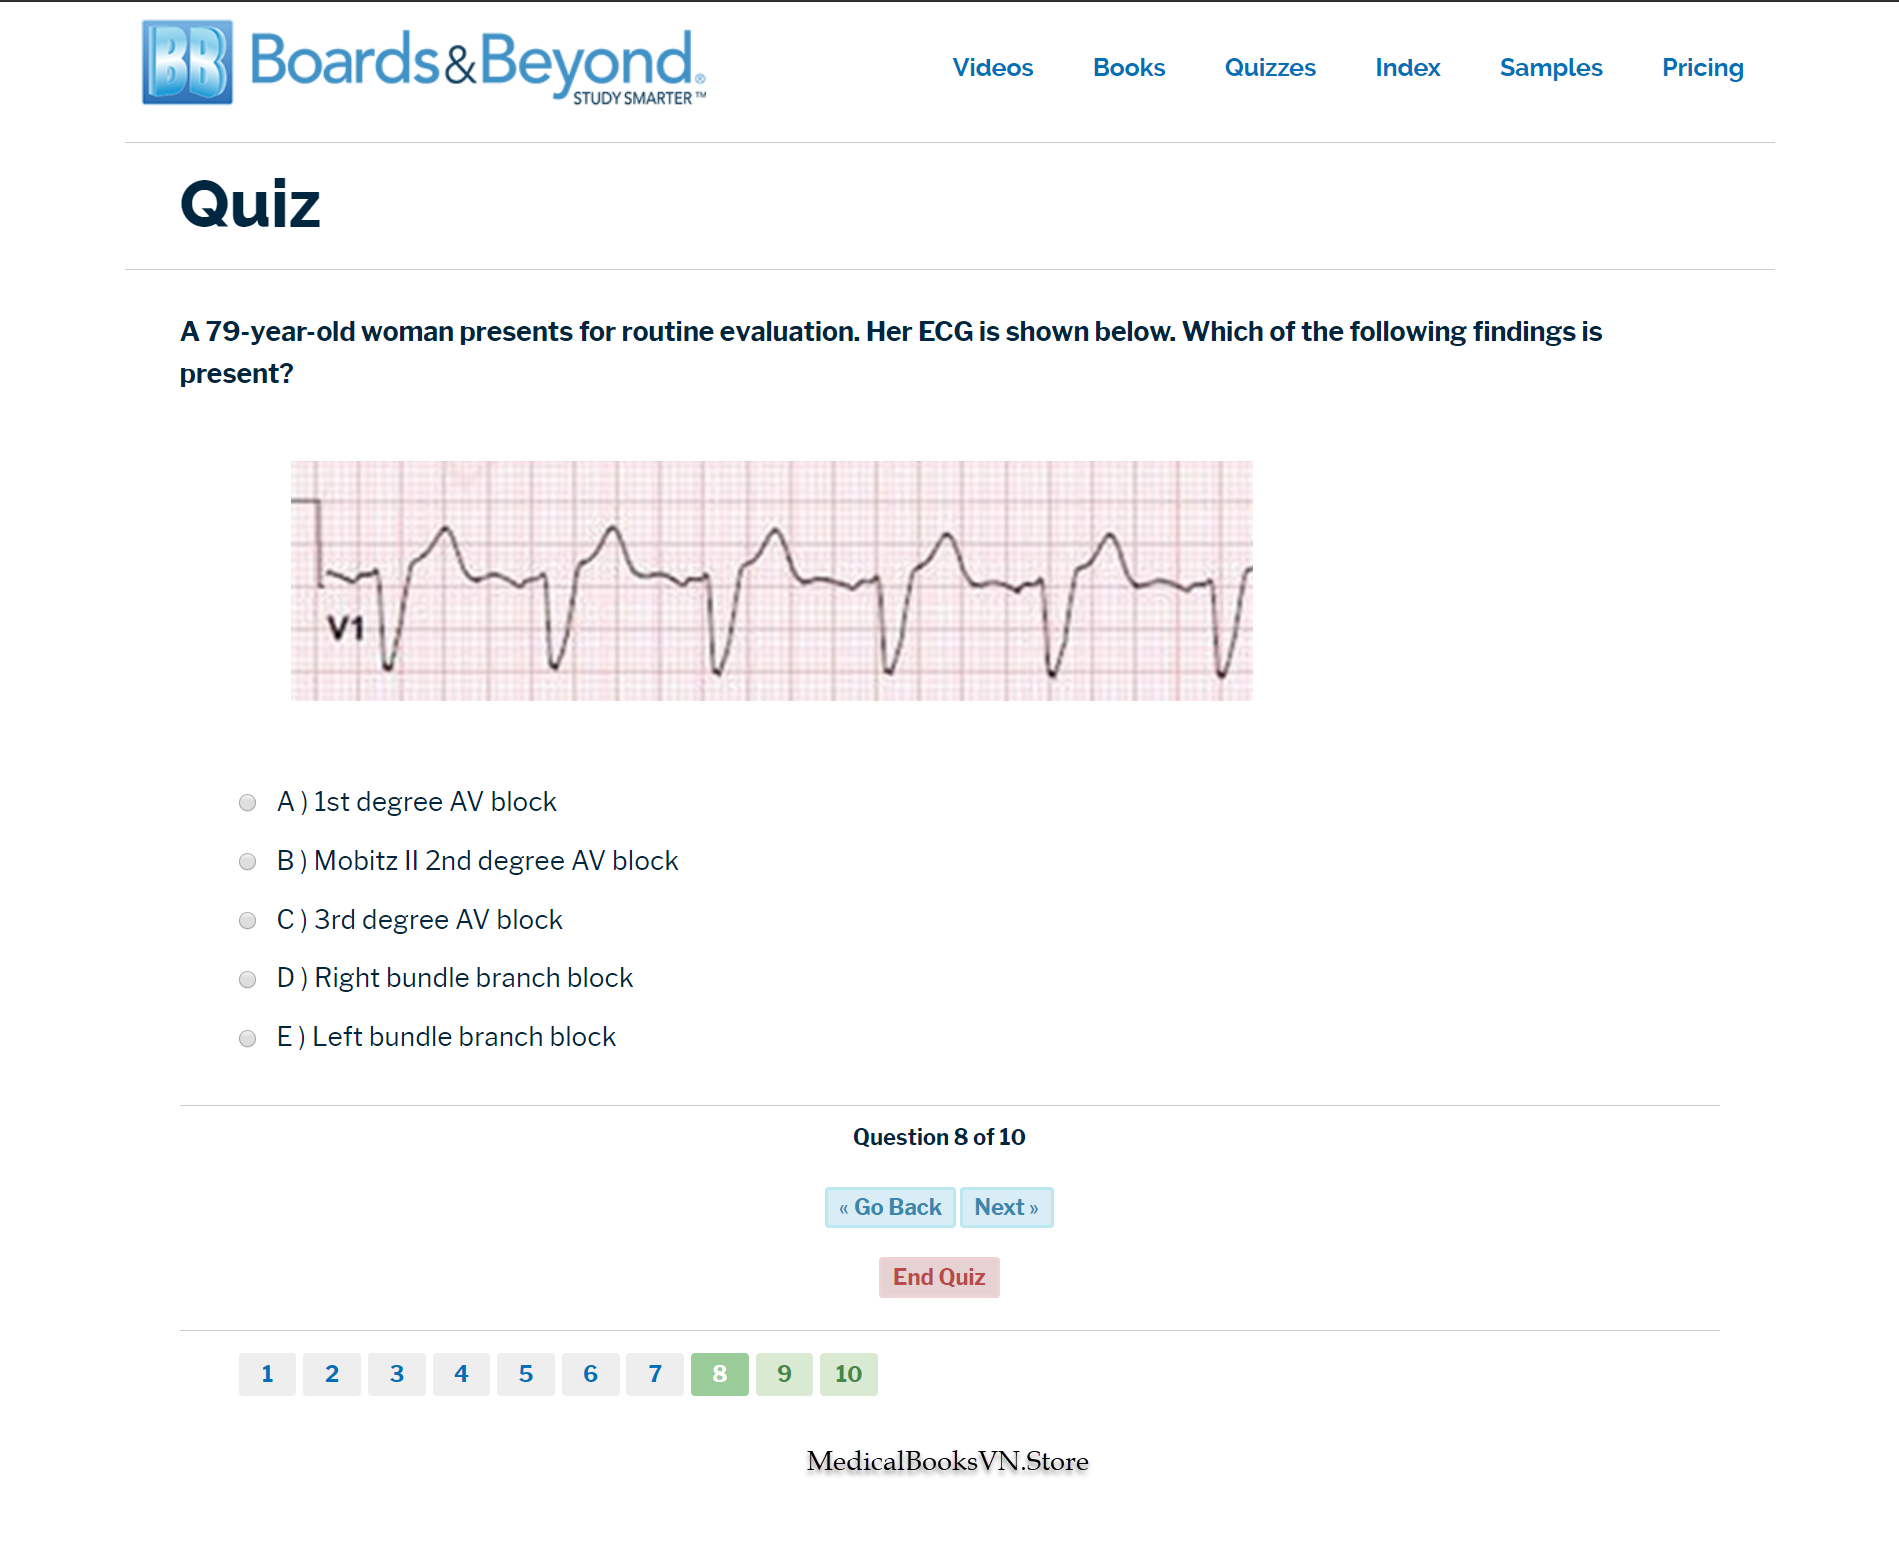 BB Boards&Beyond®
STUDY SMARTER™
Videos Books Quizzes Index Samples Pricing
Quiz
A 79-year-old woman presents for routine evaluation. Her ECG is shown below. Which of the following findings is
present?
V1
A ) 1st degree AV block
B ) Mobitz II 2nd degree AV block
C ) 3rd degree AV block
D ) Right bundle branch block
E ) Left bundle branch block
Question 8 of 10
« Go Back Next »
End Quiz
1 2 3 4 5 6 7 8 9 10
MedicalBooksVN.Store